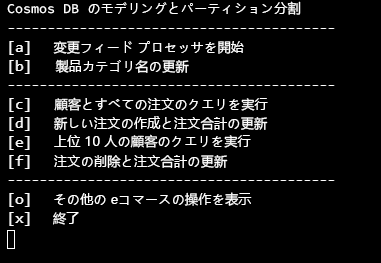 Cosmos DB のモデリングとパーティション分割
-----------------------------------------
[a]   変更フィード プロセッサを開始
[b]   製品カテゴリ名の更新
-----------------------------------------
[c]   顧客とすべての注文のクエリを実行
[d]   新しい注文の作成と注文合計の更新
[e]   上位 10 人の顧客のクエリを実行
[f]   注文の削除と注文合計の更新
-----------------------------------------
[o]   その他の eコマースの操作を表示
[x]   終了